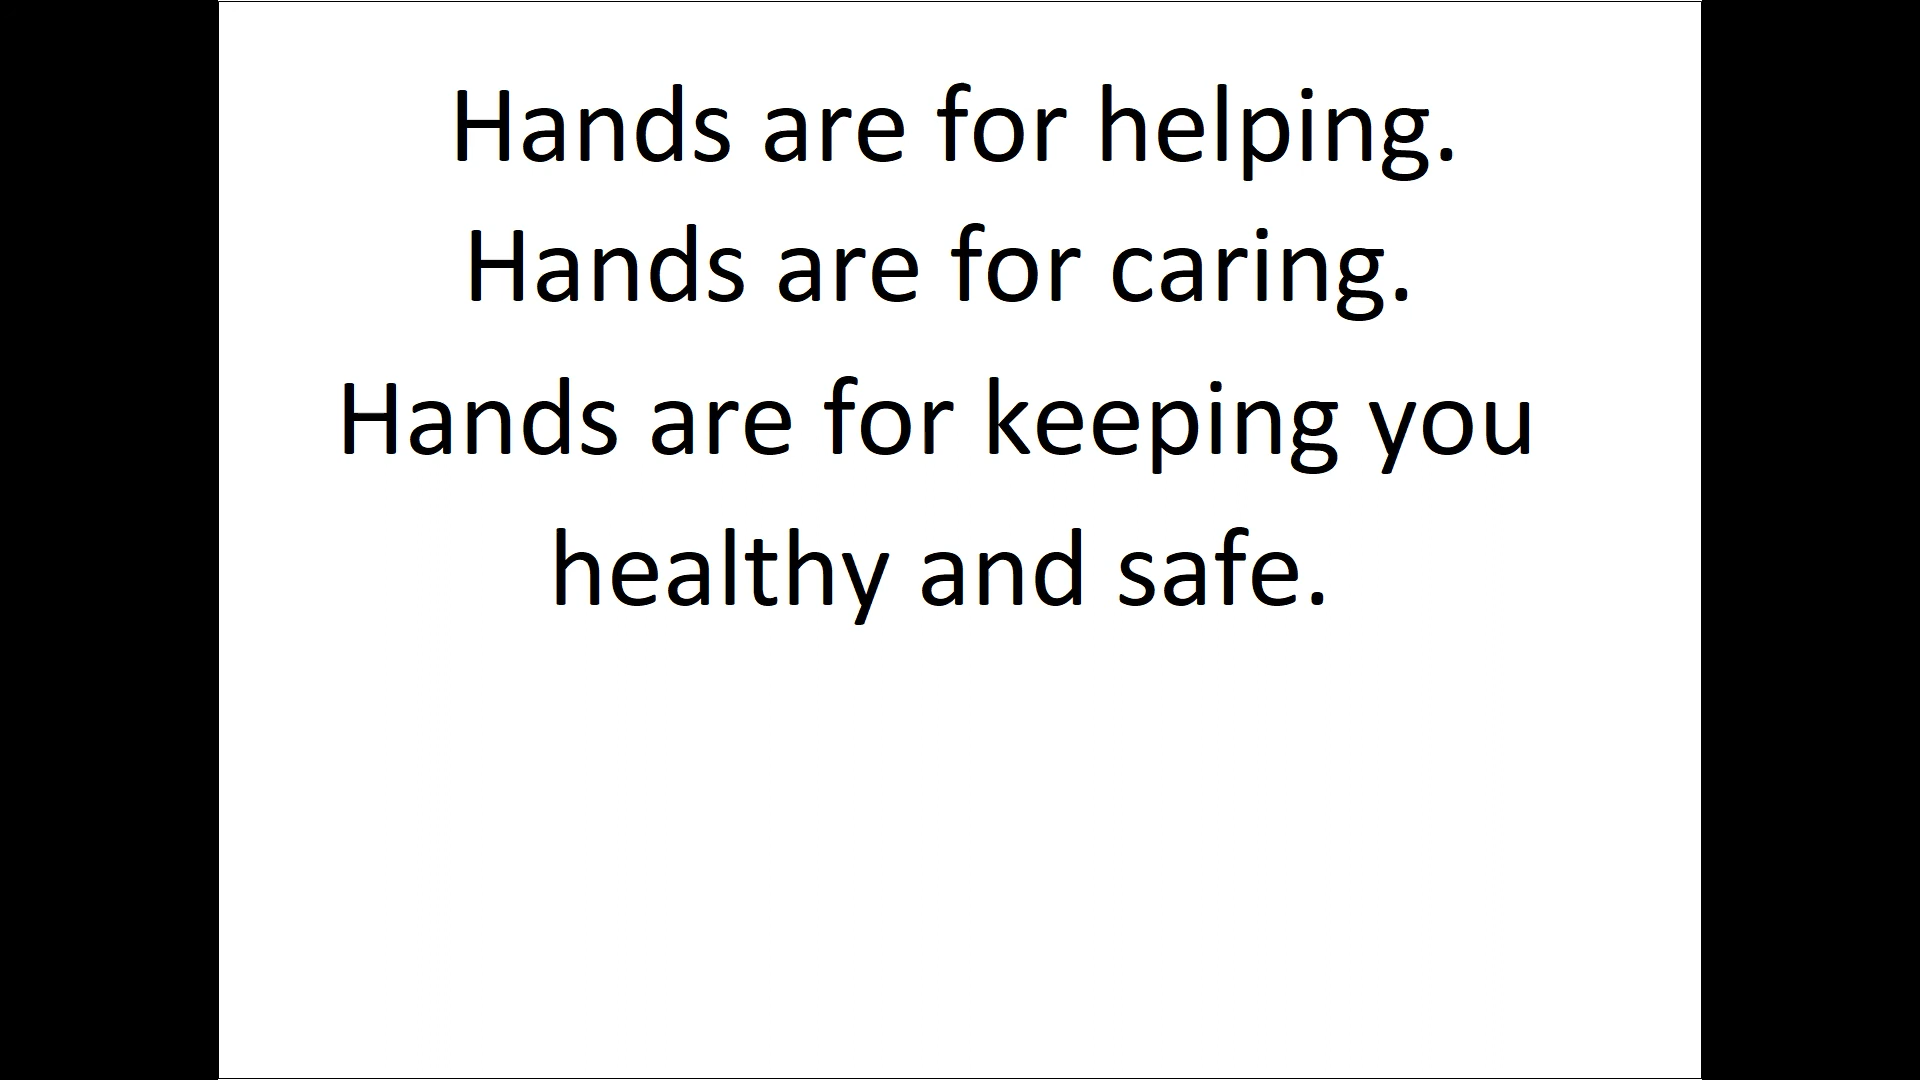 Hands are for helping.
Hands are for caring.
Hands are for keeping you
healthy and safe.